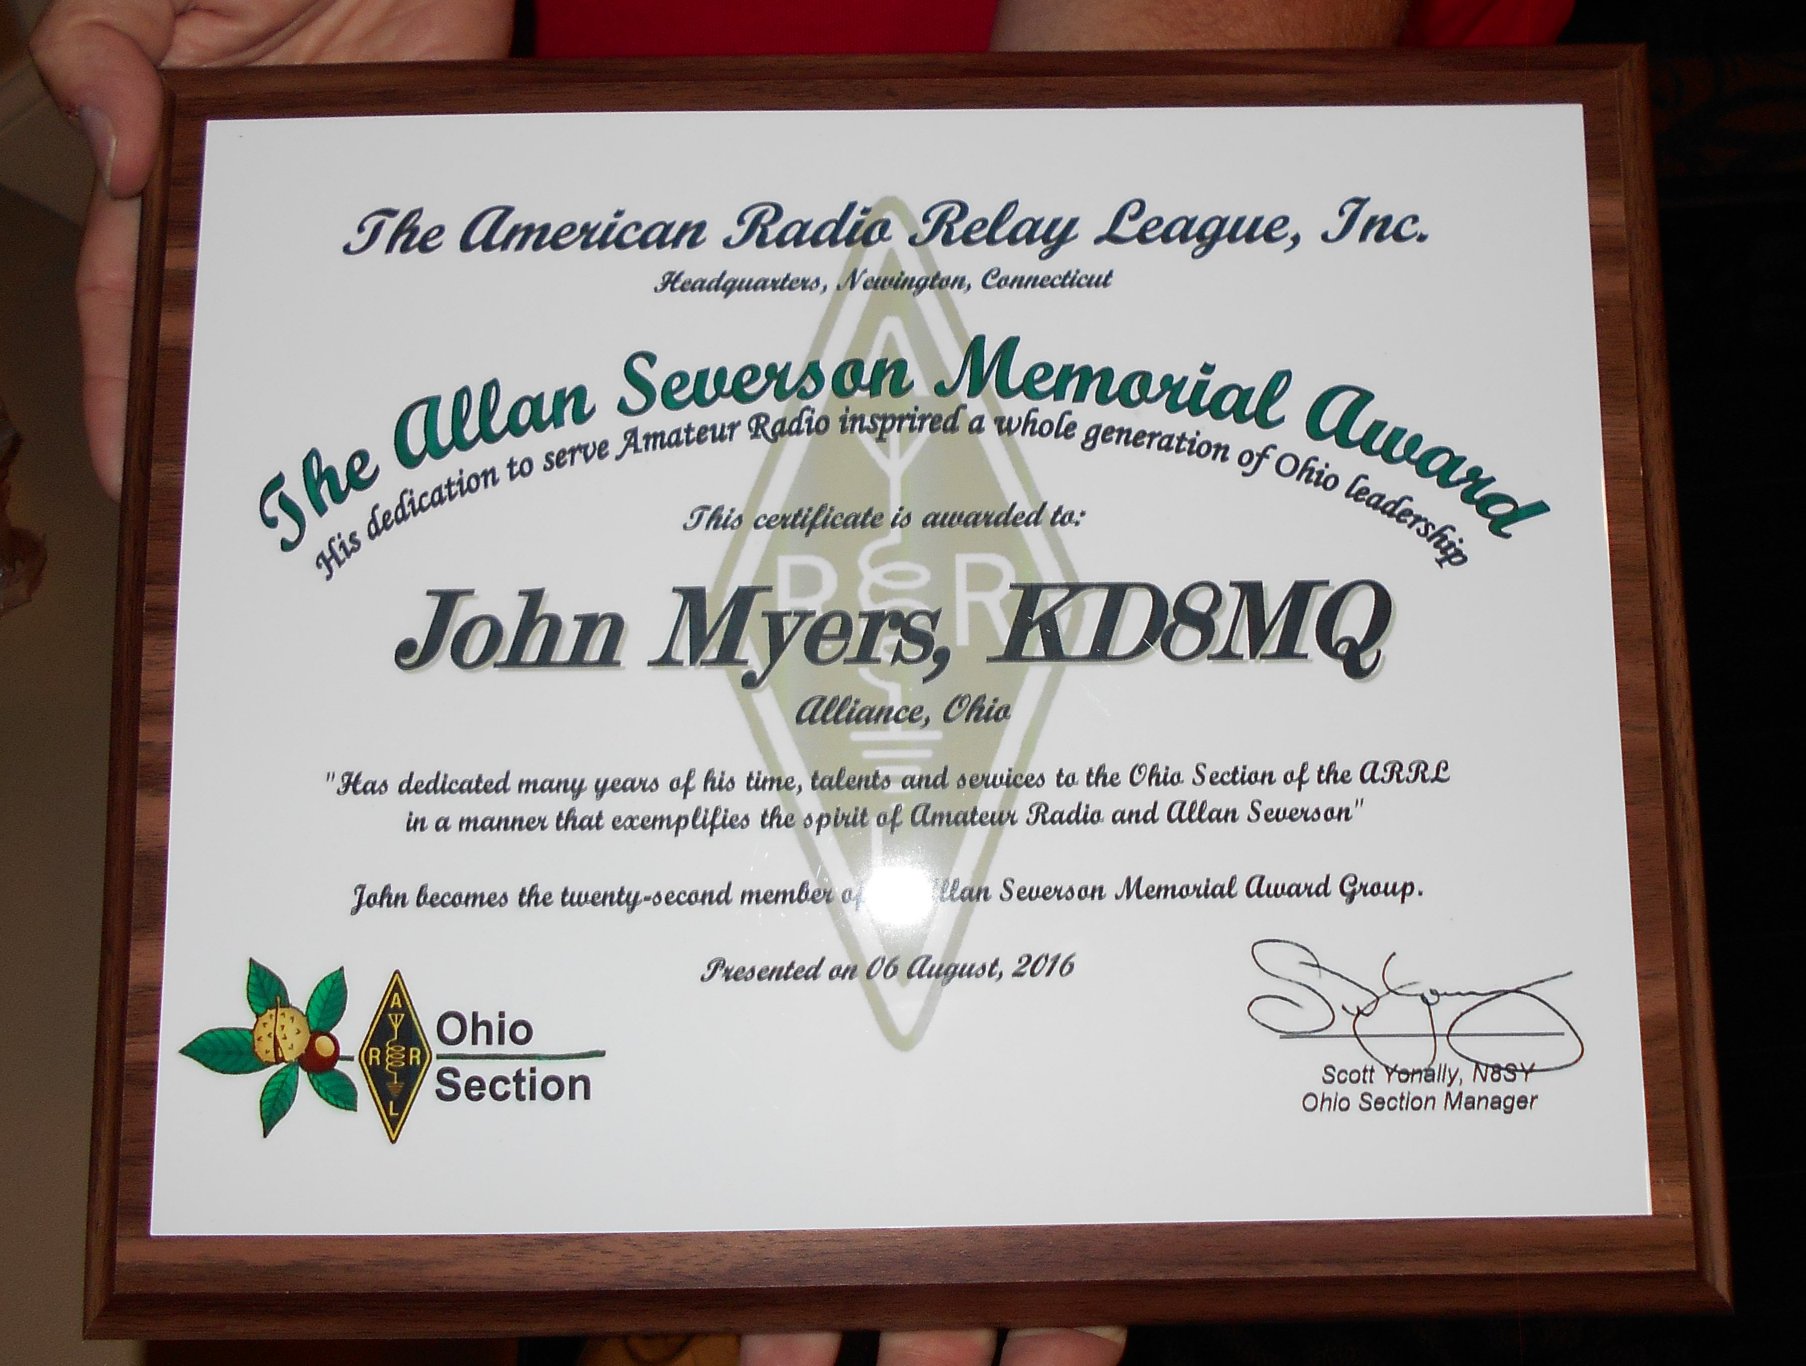 The American Radio Relay League, Inc.
Headquarters, Newington, Connecticut
The Allan Severson Memorial Award
His dedication to serve Amateur Radio insprired a whole generation of Ohio leadership
This certificate is awarded to:
John Myers, KD8MQ
Alliance, Ohio
"Has dedicated many years of his time, talents and services to the Ohio Section of the ARRL
in a manner that exemplifies the spirit of Amateur Radio and Allan Severson"
John becomes the twenty-second member of Allan Severson Memorial Award Group.
Presented on 06 August, 2016
A
R R
L
Ohio
Section
Scott Yonally, N8SY
Ohio Section Manager
A
R R